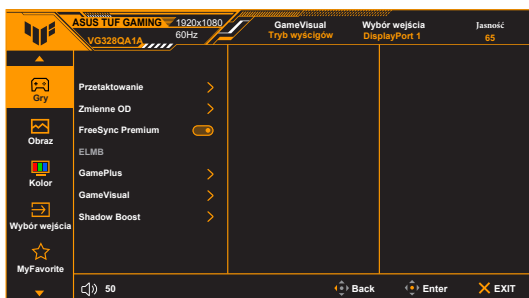 ASUS TUF GAMING
VG328QA1A
1920x1080
60Hz
GameVisual
Tryb wyścigów
Wybór wejścia
DisplayPort 1
Jasność
65
Gry
Obraz
Kolor
Wybór wejścia
MyFavorite
Przetaktowanie
Zmienne OD
FreeSync Premium
ELMB
GamePlus
GameVisual
Shadow Boost
50
Back
Enter
EXIT